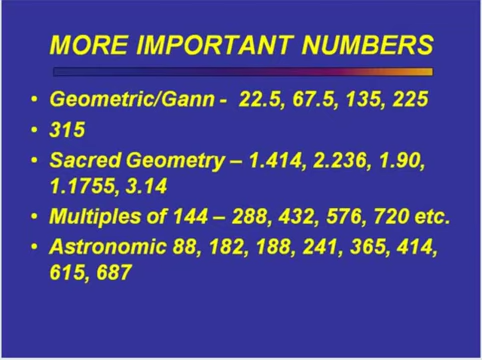 MORE IMPORTANT NUMBERS
• Geometric/Gann - 22.5, 67.5, 135, 225
• 315
• Sacred Geometry – 1.414, 2.236, 1.90,
1.1755, 3.14
• Multiples of 144 – 288, 432, 576, 720 etc.
• Astronomic 88, 182, 188, 241, 365, 414,
615, 687